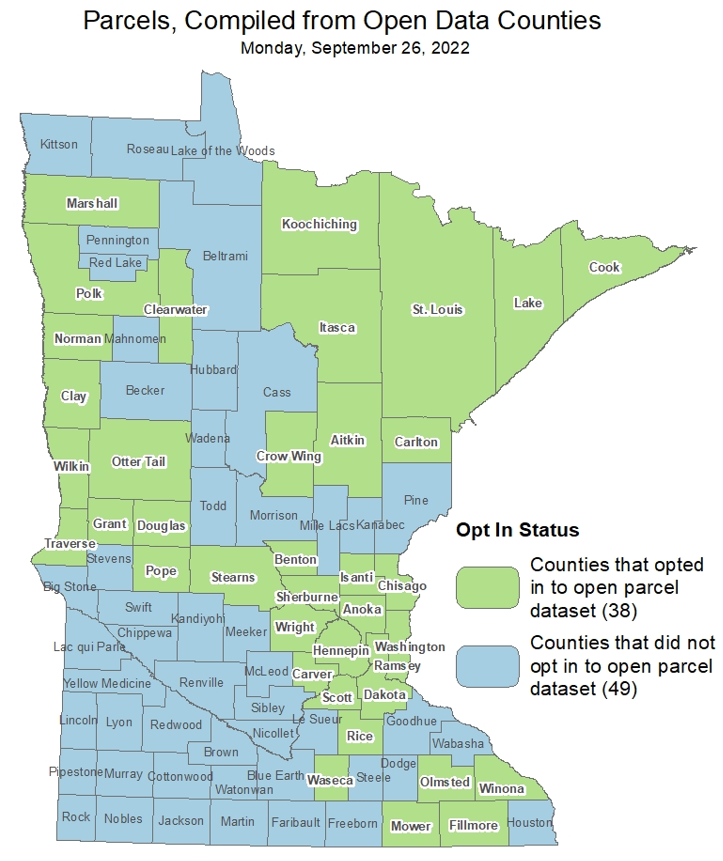 Parcels, Compiled from Open Data Counties
Monday, September 26, 2022
Kittson
Roseau
Lake of the Woods
Marshall
Koochiching
Pennington
Beltrami
Red Lake
Cook
Polk
Clearwater
Lake
St. Louis
Itasca
Norman
Mahnomen
Hubbard
Becker
Cass
Clay
Wadena
Aitkin
Carlton
Crow Wing
Otter Tail
Wilkin
Pine
Todd
Morrison
Grant
Douglas
Mille Lacs
Kanabec
Traverse
Stevens
Benton
Pope
Stearns
Isanti
Chisago
Big Stone
Sherburne
Swift
Anoka
Kandiyohi
Wright
Chippewa
Meeker
Lac qui Parle
Hennepin
Washington
Ramsey
McLeod
Carver
Yellow Medicine
Renville
Scott
Dakota
Sibley
Lincoln
Lyon
Redwood
Le Sueur
Goodhue
Nicollet
Rice
Wabasha
Brown
Dodge
Pipestone
Murray
Cottonwood
Blue Earth
Waseca
Steele
Olmsted
Watonwan
Winona
Rock
Nobles
Jackson
Martin
Faribault
Freeborn
Mower
Fillmore
Houston
Opt In Status
Counties that opted
in to open parcel
dataset (38)
Counties that did not
opt in to open parcel
dataset (49)